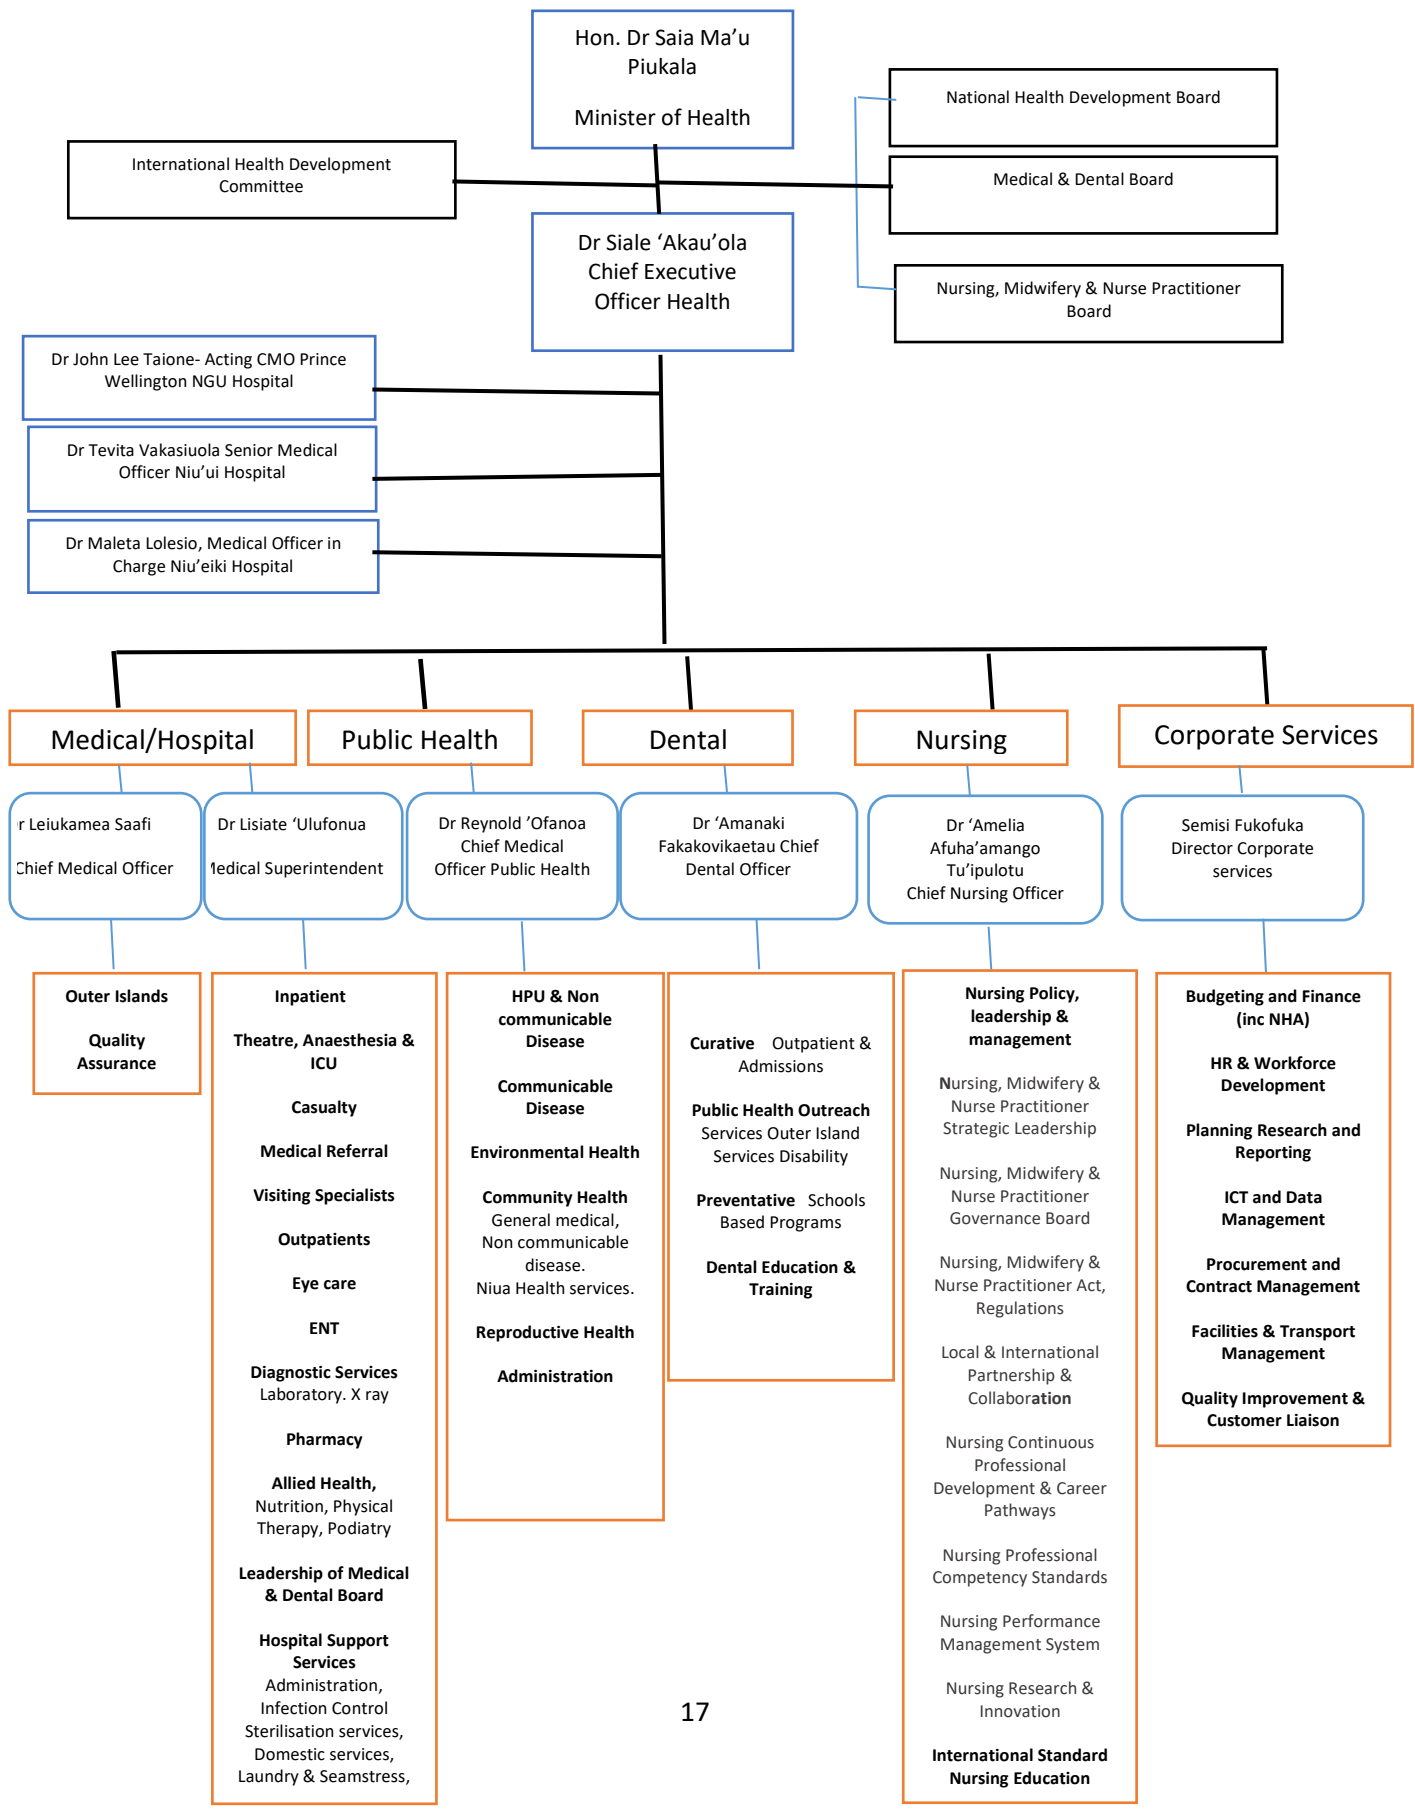 Hon. Dr Saia Ma’u
Piukala
Minister of Health
National Health Development Board
International Health Development
Committee
Medical & Dental Board
Dr Siale ‘Akau’ola
Chief Executive
Officer Health
Nursing, Midwifery & Nurse Practitioner
Board
Dr John Lee Taione- Acting CMO Prince
Wellington NGU Hospital
Dr Tevita Vakasiuola Senior Medical
Officer Niu’ui Hospital
Dr Maleta Lolesio, Medical Officer in
Charge Niu’eiki Hospital
Medical/Hospital
Public Health
Dental
Nursing
Corporate Services
r Leiukamea Saafi
Chief Medical Officer
Dr Lisiate ‘Ulufonua
Medical Superintendent
Dr Reynold ’Ofanoa
Chief Medical
Officer Public Health
Dr ‘Amanaki
Fakakovikaetau Chief
Dental Officer
Dr ‘Amelia
Afuha’amango
Tu’ipulotu
Chief Nursing Officer
Semisi Fukofuka
Director Corporate
services
Outer Islands
Quality
Assurance
Inpatient
Theatre, Anaesthesia &
ICU
Casualty
Medical Referral
Visiting Specialists
Outpatients
Eye care
ENT
Diagnostic Services
Laboratory. X ray
Pharmacy
Allied Health,
Nutrition, Physical
Therapy, Podiatry
Leadership of Medical
& Dental Board
Hospital Support
Services
Administration,
Infection Control
Sterilisation services,
Domestic services,
Laundry & Seamstress,
HPU & Non
communicable
Disease
Communicable
Disease
Environmental Health
Community Health
General medical,
Non communicable
disease.
Niua Health services.
Reproductive Health
Administration
Curative Outpatient &
Admissions
Public Health Outreach
Services Outer Island
Services Disability
Preventative Schools
Based Programs
Dental Education &
Training
Nursing Policy,
leadership &
management
Nursing, Midwifery &
Nurse Practitioner
Strategic Leadership
Nursing, Midwifery &
Nurse Practitioner
Governance Board
Nursing, Midwifery &
Nurse Practitioner Act,
Regulations
Local & International
Partnership &
Collaboration
Nursing Continuous
Professional
Development & Career
Pathways
Nursing Professional
Competency Standards
Nursing Performance
Management System
Nursing Research &
Innovation
International Standard
Nursing Education
Budgeting and Finance
(inc NHA)
HR & Workforce
Development
Planning Research and
Reporting
ICT and Data
Management
Procurement and
Contract Management
Facilities & Transport
Management
Quality Improvement &
Customer Liaison
17